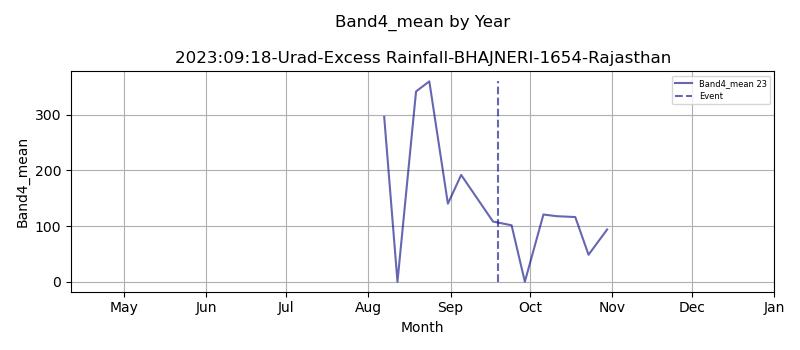 Band4_mean by Year
2023:09:18-Urad-Excess Rainfall-BHAJNERI-1654-Rajasthan
Band4_mean 23
Event
Band4_mean
300
200
100
0
May Jun Jul Aug Sep Oct Nov Dec Jan
Month